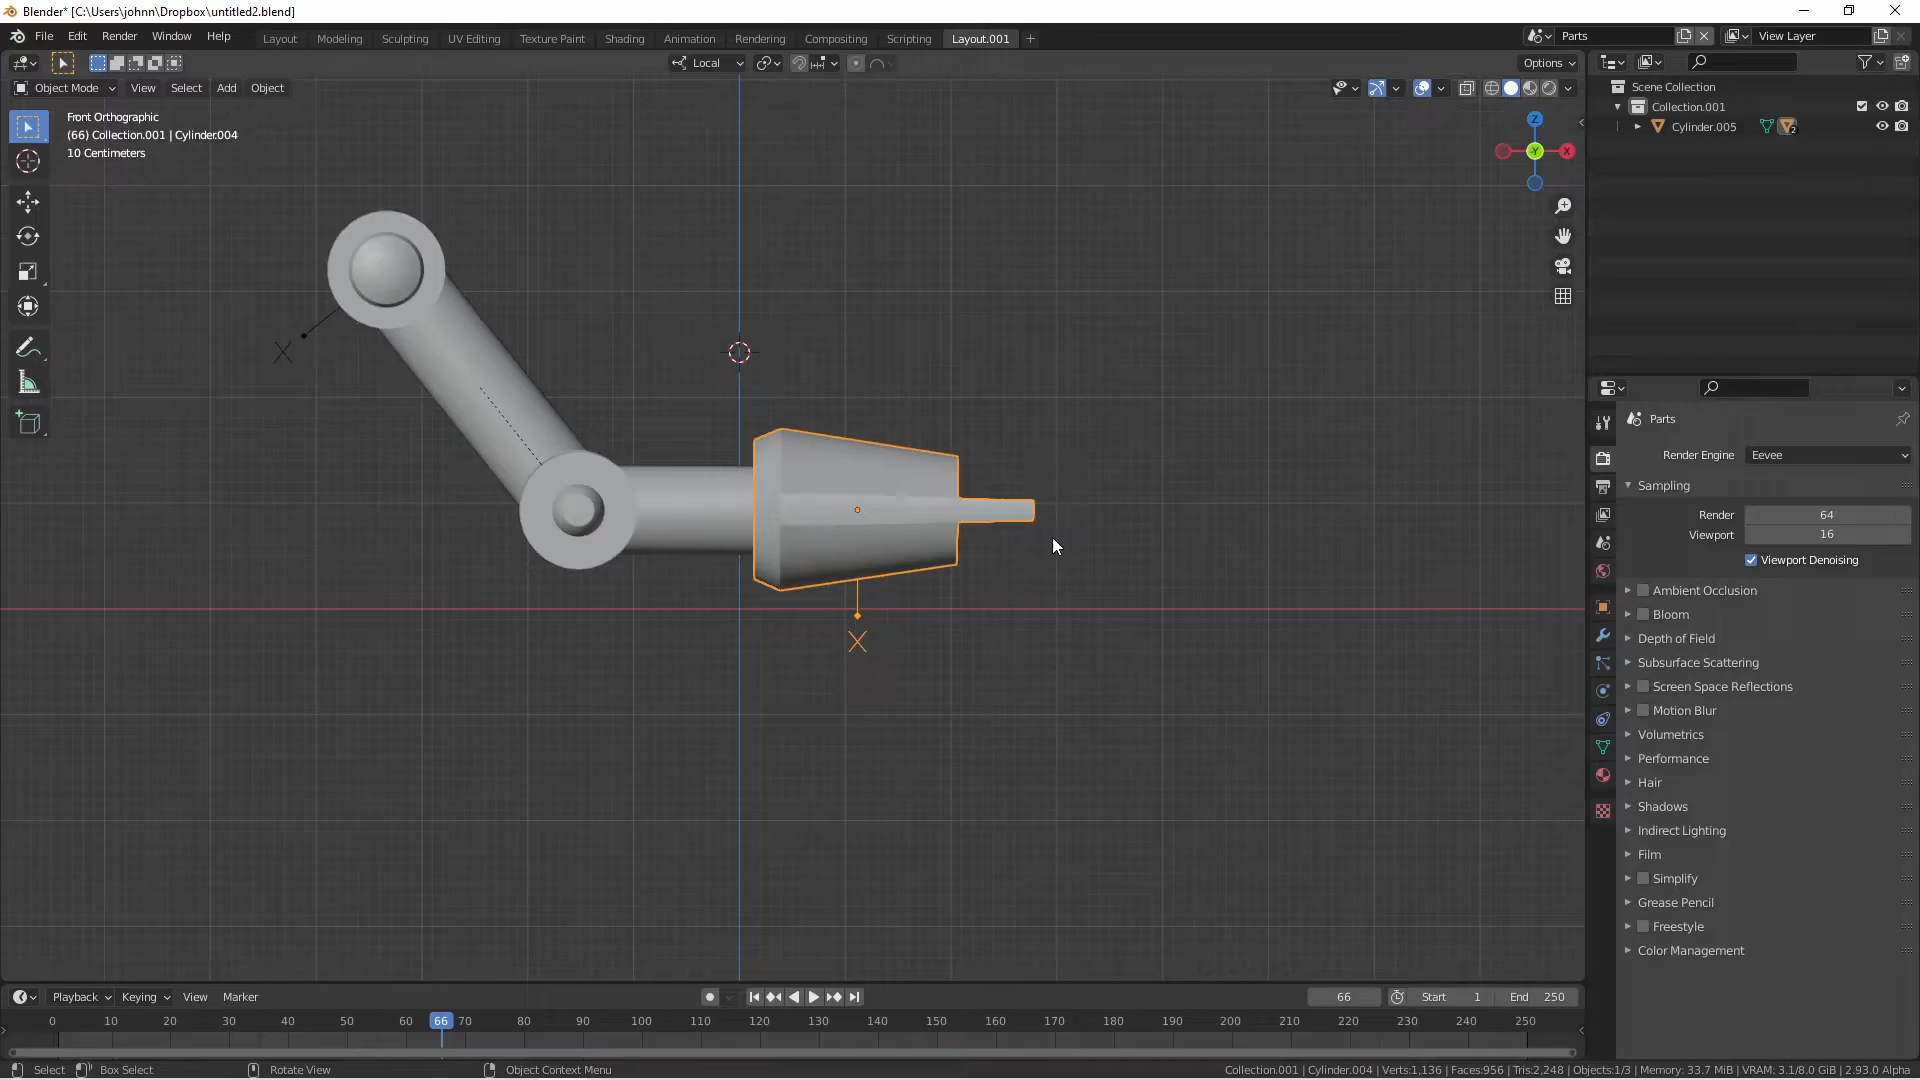 Blender* [C:\Users\johnn\Dropbox\untitled2.blend]
File Edit Render Window Help
Layout Modeling Sculpting UV Editing Texture Paint Shading Animation Rendering Compositing Scripting Layout.001 +
Parts
View Layer
Local
Options
Object Mode View Select Add Object
Front Orthographic
(66) Collection.001 | Cylinder.004
10 Centimeters
Z
Y
X
Scene Collection
Collection.001
Cylinder.005
2
X
X
Parts
Render Engine Eevee
Sampling
Render 64
Viewport 16
Viewport Denoising
Ambient Occlusion
Bloom
Depth of Field
Subsurface Scattering
Screen Space Reflections
Motion Blur
Volumetrics
Performance
Hair
Shadows
Indirect Lighting
Film
Simplify
Grease Pencil
Freestyle
Color Management
Playback Keying View Marker
66 Start 1 End 250
0 10 20 30 40 50 60 66 70 80 90 100 110 120 130 140 150 160 170 180 190 200 210 220 230 240 250
Select Box Select Rotate View Object Context Menu
Collection.001 | Cylinder.004 | Verts:1,136 | Faces:956 | Tris:2,248 | Objects:1/3 | Memory: 33.7 MiB | VRAM: 3.1/8.0 GiB | 2.93.0 Alpha